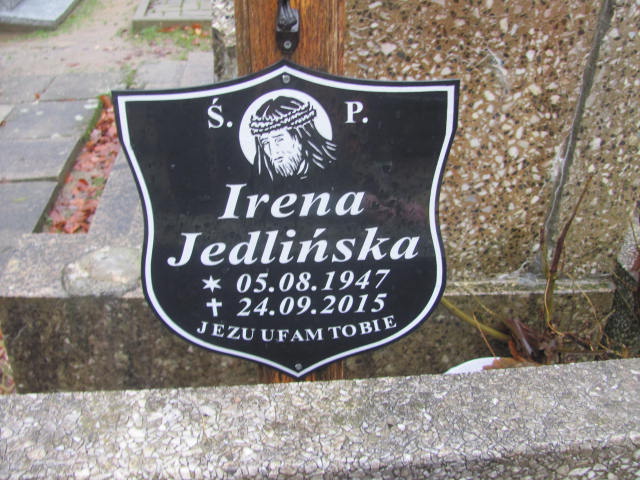 Ś. P.
Irena
Jedlińska
* 05.08.1947
✝ 24.09.2015
JEZU UFAM TOBIE